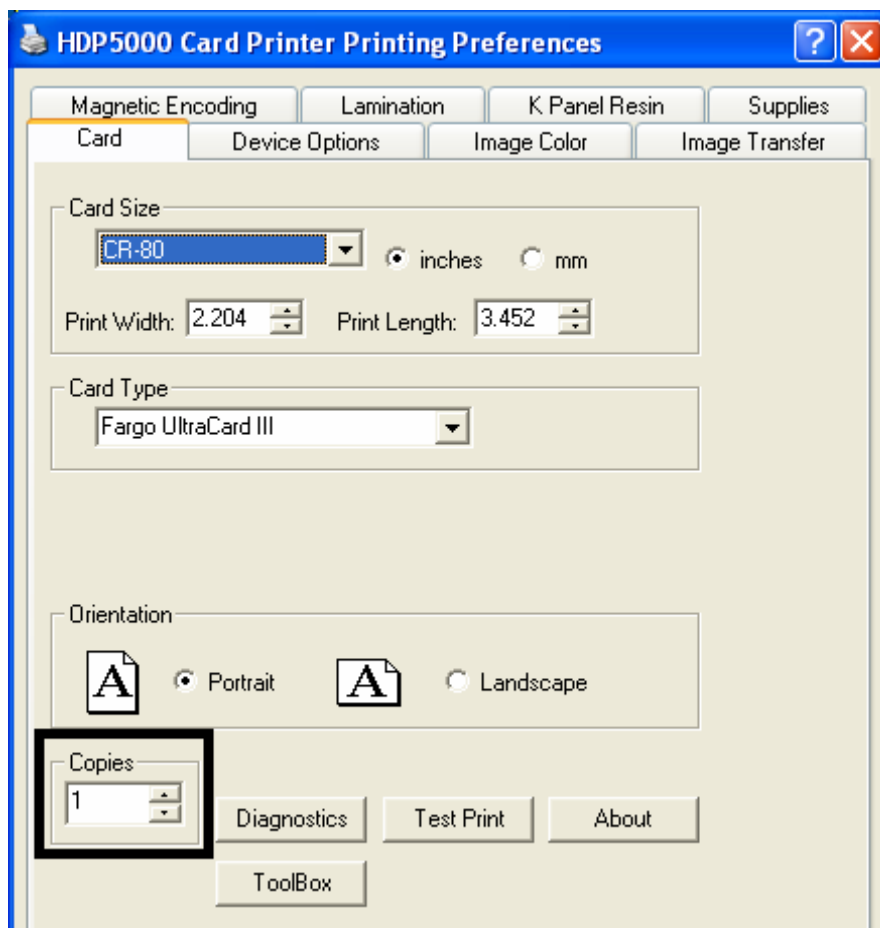 HDP5000 Card Printer Printing Preferences
Magnetic Encoding Lamination K Panel Resin Supplies
Card Device Options Image Color Image Transfer
Card Size
CR-80 inches mm
Print Width: 2.204 Print Length: 3.452
Card Type
Fargo UltraCard III
Orientation
A Portrait A Landscape
Copies
1
Diagnostics Test Print About
ToolBox